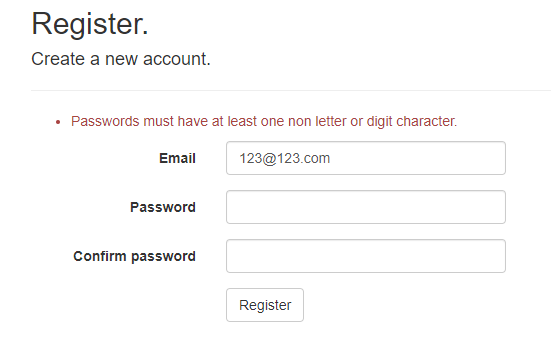 Register.
Create a new account.
• Passwords must have at least one non letter or digit character.
Email 123@123.com
Password
Confirm password
Register